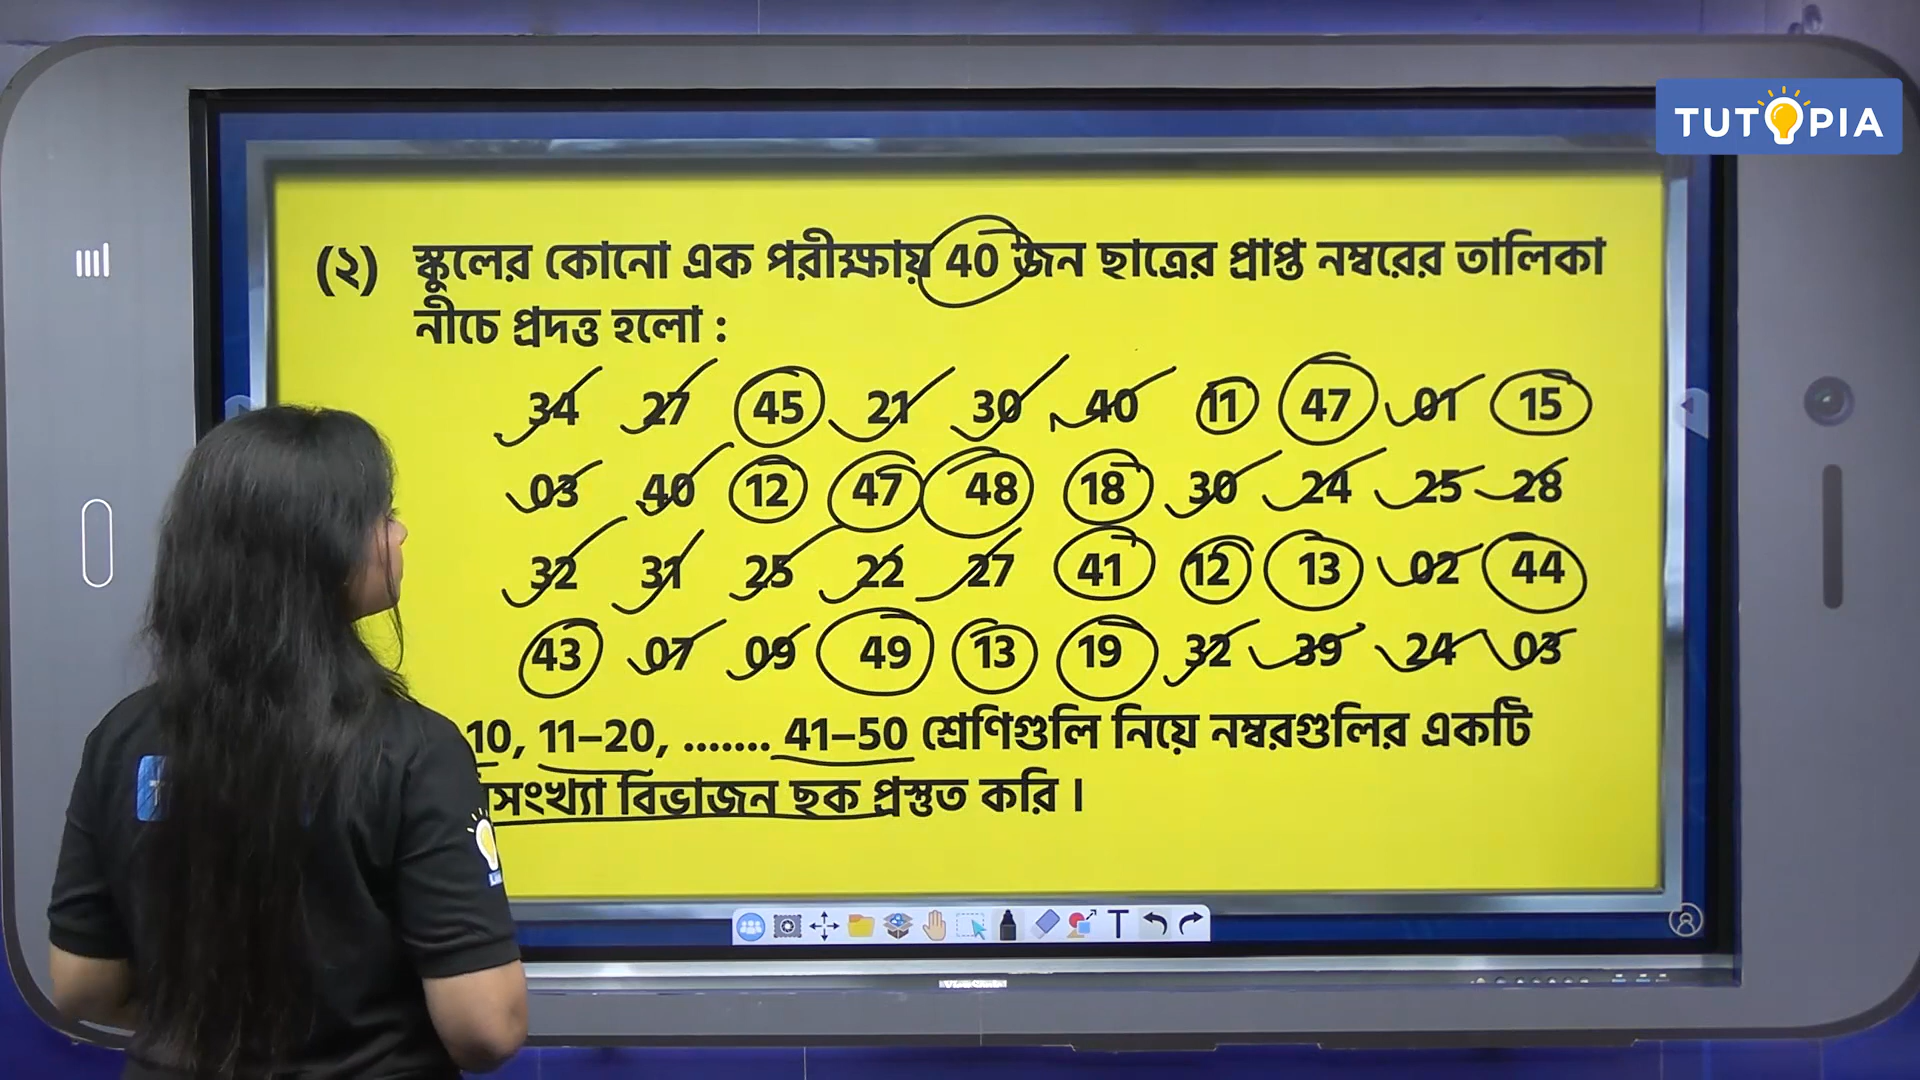 TUTOPIA
(২) স্কুলের কোনো এক পরীক্ষায় 40 জন ছাত্রের প্রাপ্ত নম্বরের তালিকা
নীচে প্রদত্ত হলো :
34 27 45 21 30 40 11 47 01 15
03 40 12 47 48 18 30 24 25 28
32 31 25 22 27 41 12 13 02 44
43 07 09 49 13 19 32 39 24 03
10, 11–20, ....... 41–50 শ্রেণিগুলি নিয়ে নম্বরগুলির একটি
বিভাজন ছক প্রস্তুত করি ।